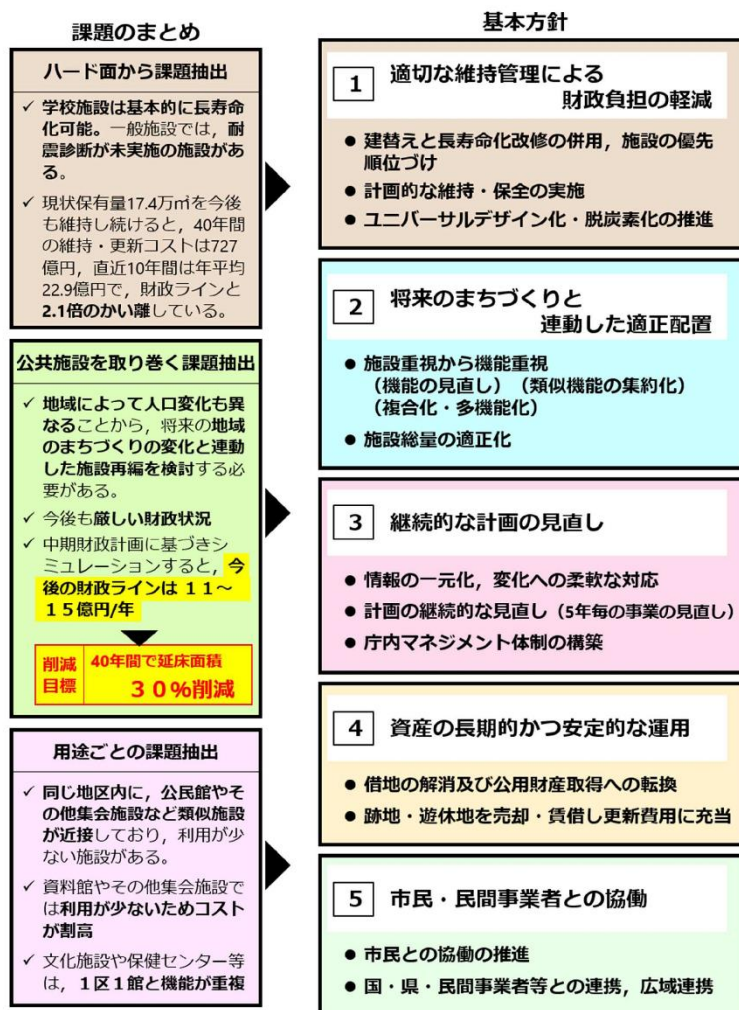 課題のまとめ
ハード面から課題抽出
✓ 学校施設は基本的に長寿命
化可能。一般施設では，耐
震診断が未実施の施設があ
る。
✓ 現状保有量17.4万㎡を今後
も維持し続けると，40年間
の維持・更新コストは727
億円，直近10年間は年平均
22.9億円で，財政ラインと
2.1倍のかい離している。
公共施設を取り巻く課題抽出
✓ 地域によって人口変化も異
なることから，将来の地域
のまちづくりの変化と連動
した施設再編を検討する必
要がある。
✓ 今後も厳しい財政状況
✓ 中期財政計画に基づきシ
ミュレーションすると，今
後の財政ラインは １１～
１５億円/年
削減
目標
40年間で延床面積
３０％削減
用途ごとの課題抽出
✓ 同じ地区内に，公民館やそ
の他集会施設など類似施設
が近接しており，利用が少
ない施設がある。
✓ 資料館やその他集会施設で
は利用が少ないためコスト
が割高
✓ 文化施設や保健センター等
は，１区１館と機能が重複
基本方針
1 適切な維持管理による
財政負担の軽減
● 建替えと長寿命化改修の併用，施設の優先
順位づけ
● 計画的な維持・保全の実施
● ユニバーサルデザイン化・脱炭素化の推進
2 将来のまちづくりと
連動した適正配置
● 施設重視から機能重視
（機能の見直し）（類似機能の集約化）
（複合化・多機能化）
● 施設総量の適正化
3 継続的な計画の見直し
● 情報の一元化，変化への柔軟な対応
● 計画の継続的な見直し（5年毎の事業の見直し）
● 庁内マネジメント体制の構築
4 資産の長期的かつ安定的な運用
● 借地の解消及び公用財産取得への転換
● 跡地・遊休地を売却・賃借し更新費用に充当
5 市民・民間事業者との協働
● 市民との協働の推進
● 国・県・民間事業者等との連携，広域連携